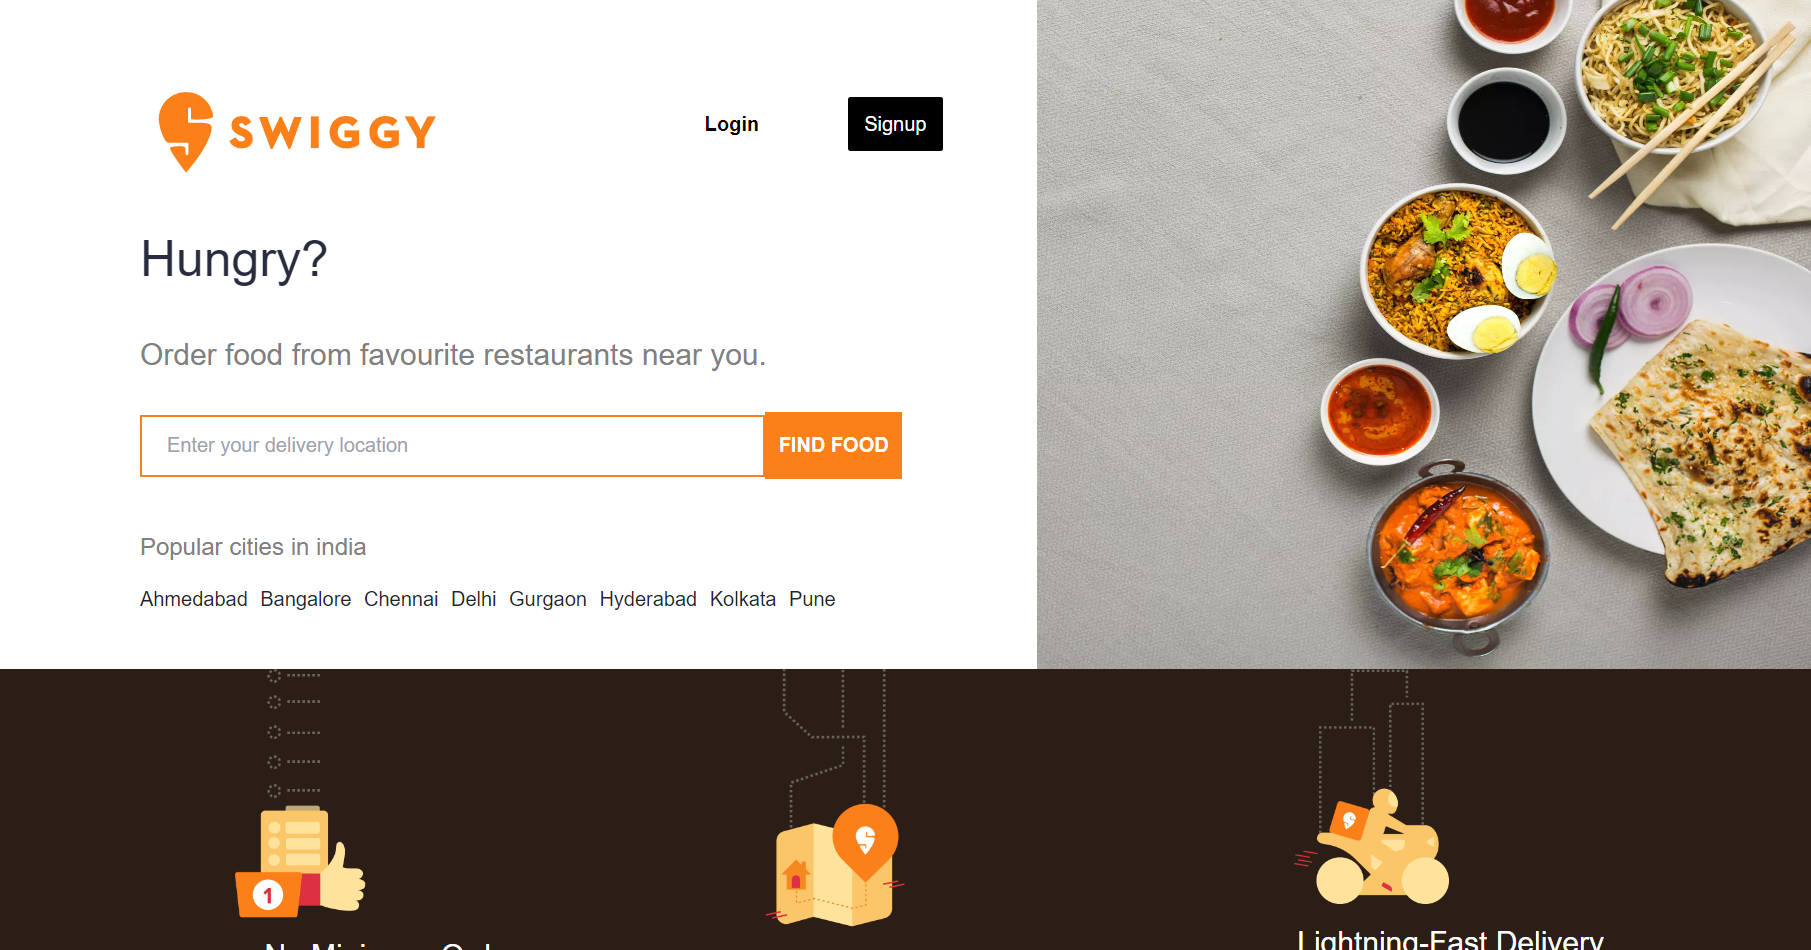 SWIGGY
Login
Signup
Hungry?
Order food from favourite restaurants near you.
Enter your delivery location
FIND FOOD
Popular cities in india
Ahmedabad Bangalore Chennai Delhi Gurgaon Hyderabad Kolkata Pune
1
Lightning-Fast Delivery